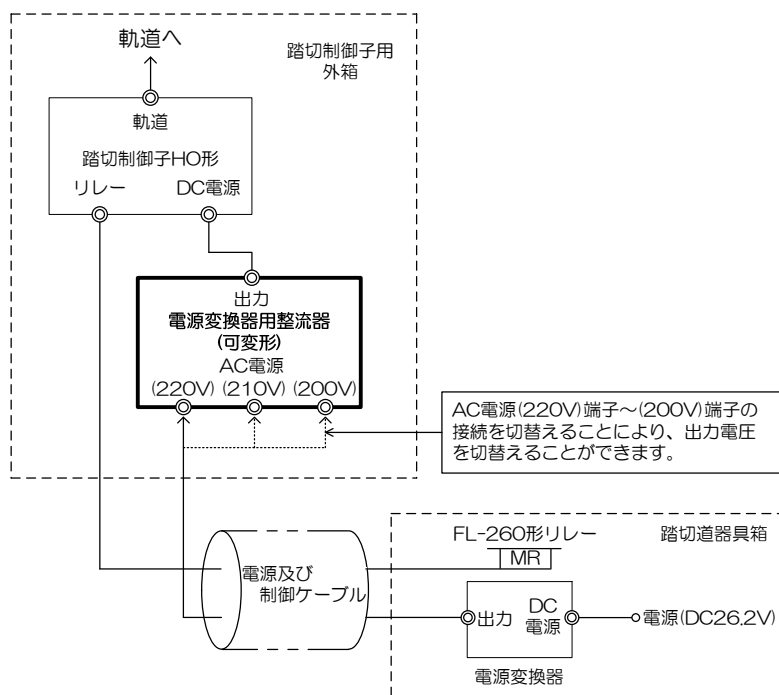 軌道へ
踏切制御子用
外箱
軌道
踏切制御子HO形
リレー DC電源
出力
電源変換器用整流器
(可変形)
AC電源
(220V) (210V) (200V)
AC電源(220V)端子～(200V)端子の
接続を切替えることにより、出力電圧
を切替えることができます。
電源及び
制御ケーブル
FL-260形リレー
踏切道器具箱
MR
出力
DC
電源
電源(DC26.2V)
電源変換器